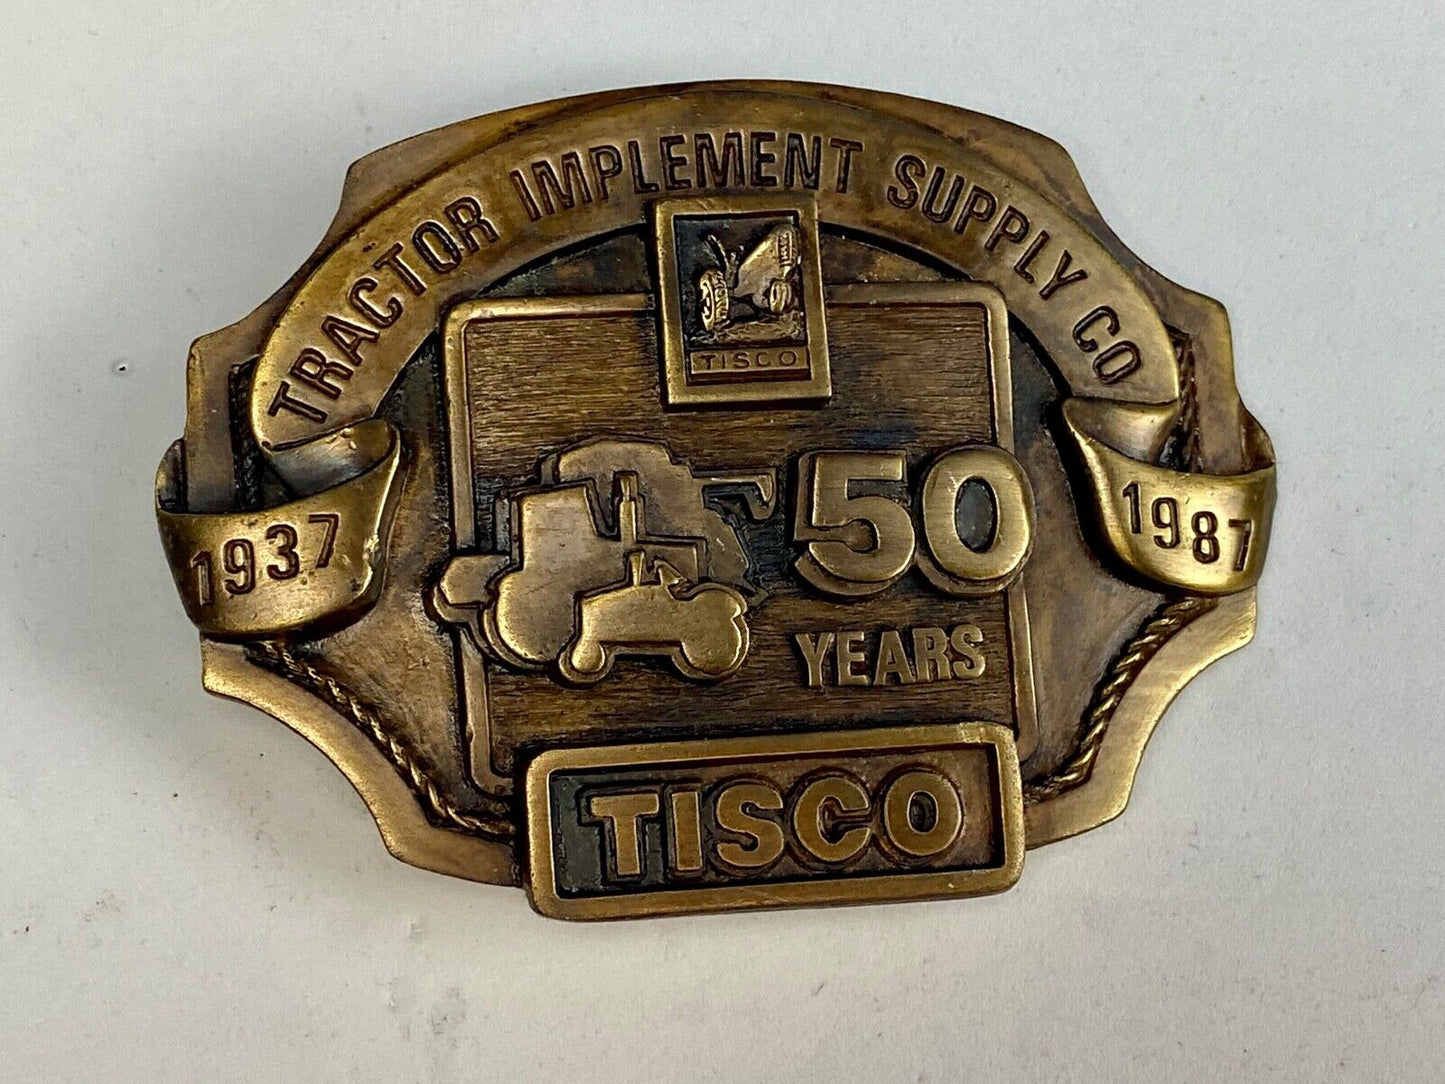 TRACTOR IMPLEMENT SUPPLY CO
TISCO
1937
1987
50
YEARS
TISCO